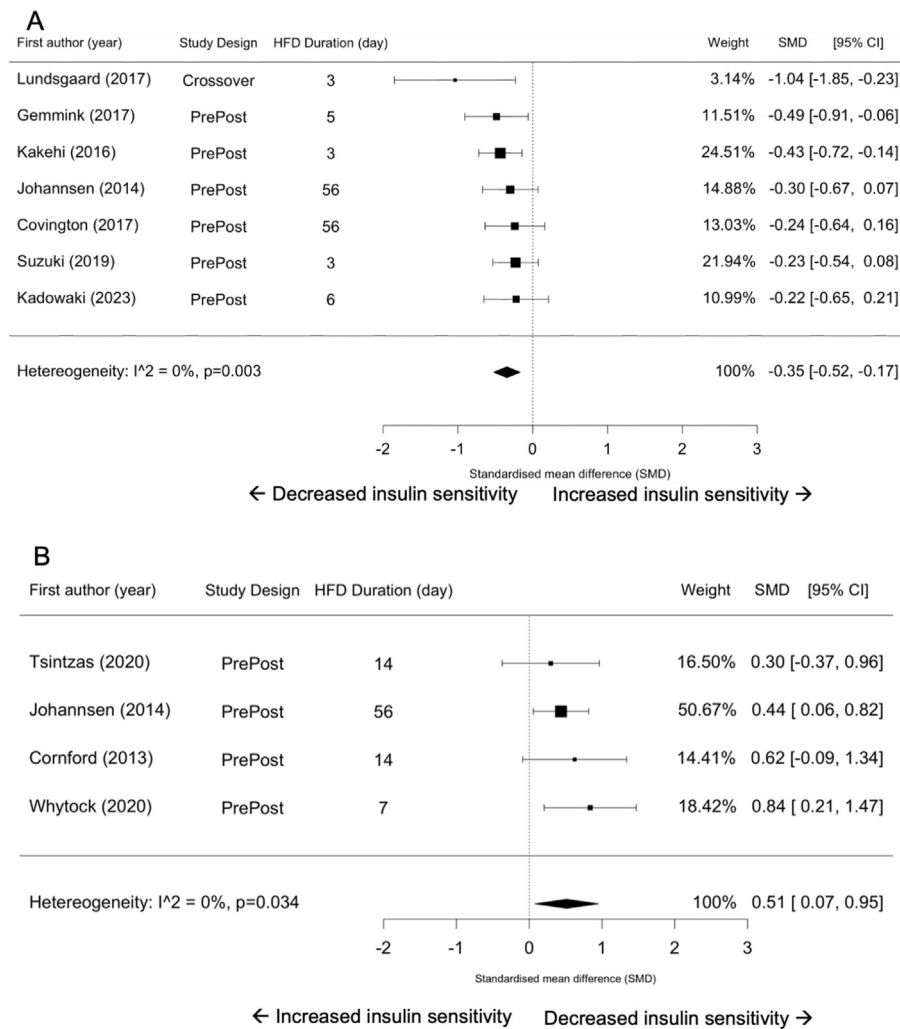 A
First author (year) Study Design HFD Duration (day) Weight SMD [95% CI]
Lundsgaard (2017) Crossover 3 3.14% -1.04 [-1.85, -0.23]
Gemmink (2017) PrePost 5 11.51% -0.49 [-0.91, -0.06]
Kakehi (2016) PrePost 3 24.51% -0.43 [-0.72, -0.14]
Johannsen (2014) PrePost 56 14.88% -0.30 [-0.67, 0.07]
Covington (2017) PrePost 56 13.03% -0.24 [-0.64, 0.16]
Suzuki (2019) PrePost 3 21.94% -0.23 [-0.54, 0.08]
Kadowaki (2023) PrePost 6 10.99% -0.22 [-0.65, 0.21]
Hetereogeneity: I^2 = 0%, p=0.003 100% -0.35 [-0.52, -0.17]
-2 -1 0 1 2 3
Standardised mean difference (SMD)
← Decreased insulin sensitivity Increased insulin sensitivity →
B
First author (year) Study Design HFD Duration (day) Weight SMD [95% CI]
Tsintzas (2020) PrePost 14 16.50% 0.30 [-0.37, 0.96]
Johannsen (2014) PrePost 56 50.67% 0.44 [ 0.06, 0.82]
Cornford (2013) PrePost 14 14.41% 0.62 [-0.09, 1.34]
Whytock (2020) PrePost 7 18.42% 0.84 [ 0.21, 1.47]
Hetereogeneity: I^2 = 0%, p=0.034 100% 0.51 [ 0.07, 0.95]
-2 -1 0 1 2 3
Standardised mean difference (SMD)
← Increased insulin sensitivity Decreased insulin sensitivity →